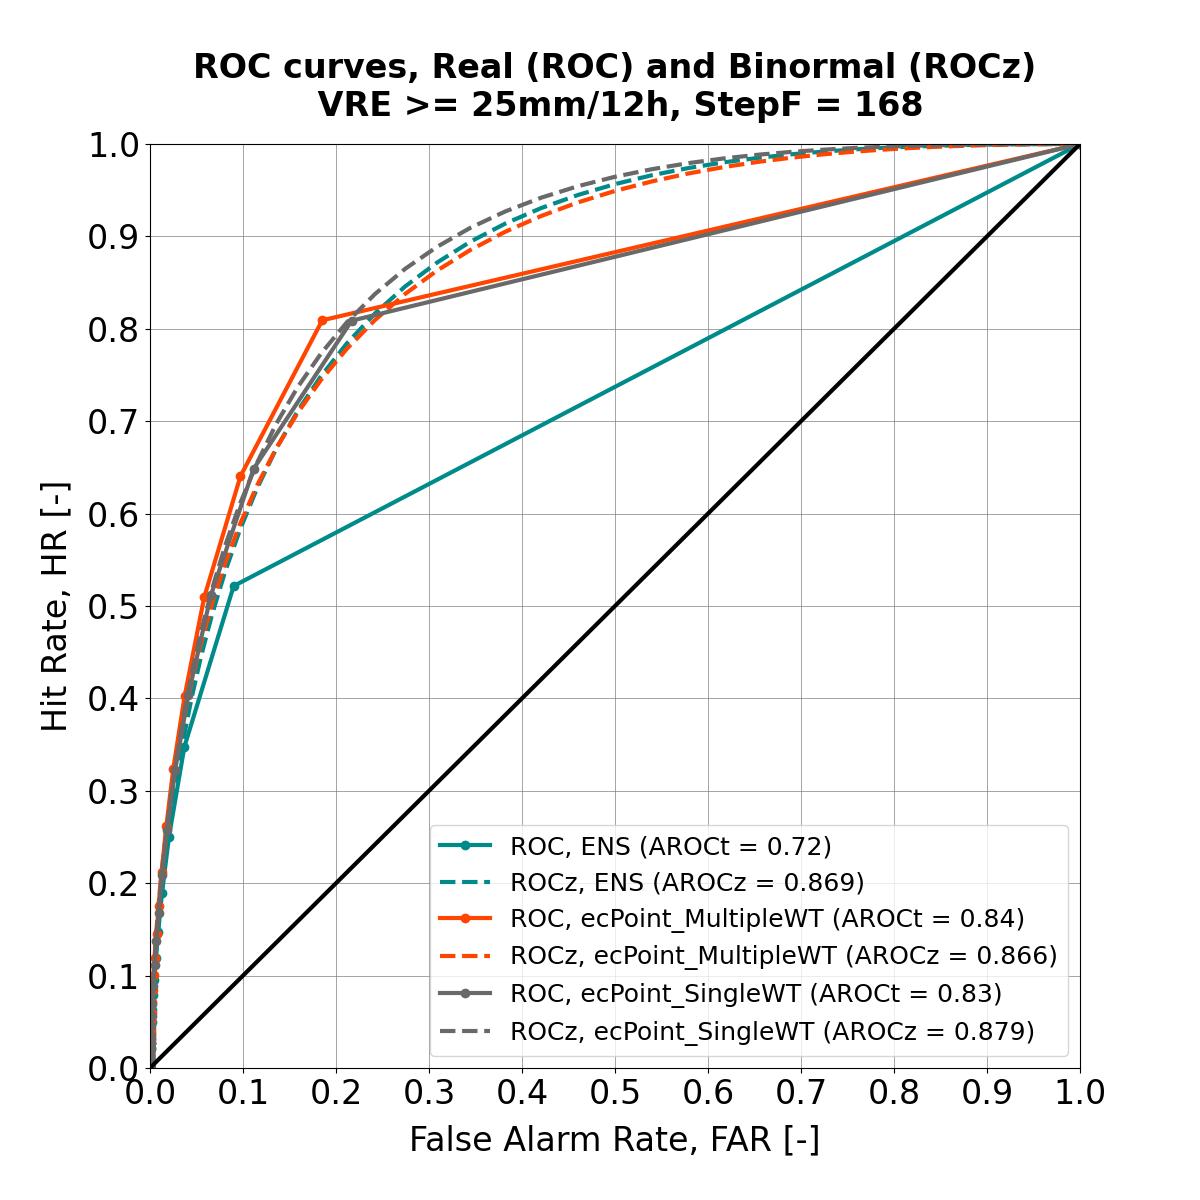 ROC curves, Real (ROC) and Binormal (ROCz)
VRE >= 25mm/12h, StepF = 168
1.0
0.9
0.8
0.7
0.6
0.5
0.4
0.3
0.2
0.1
0.0
Hit Rate, HR [-]
ROC, ENS (AROCt = 0.72)
ROCz, ENS (AROCz = 0.869)
ROC, ecPoint_MultipleWT (AROCt = 0.84)
ROCz, ecPoint_MultipleWT (AROCz = 0.866)
ROC, ecPoint_SingleWT (AROCt = 0.83)
ROCz, ecPoint_SingleWT (AROCz = 0.879)
0.0 0.1 0.2 0.3 0.4 0.5 0.6 0.7 0.8 0.9 1.0
False Alarm Rate, FAR [-]